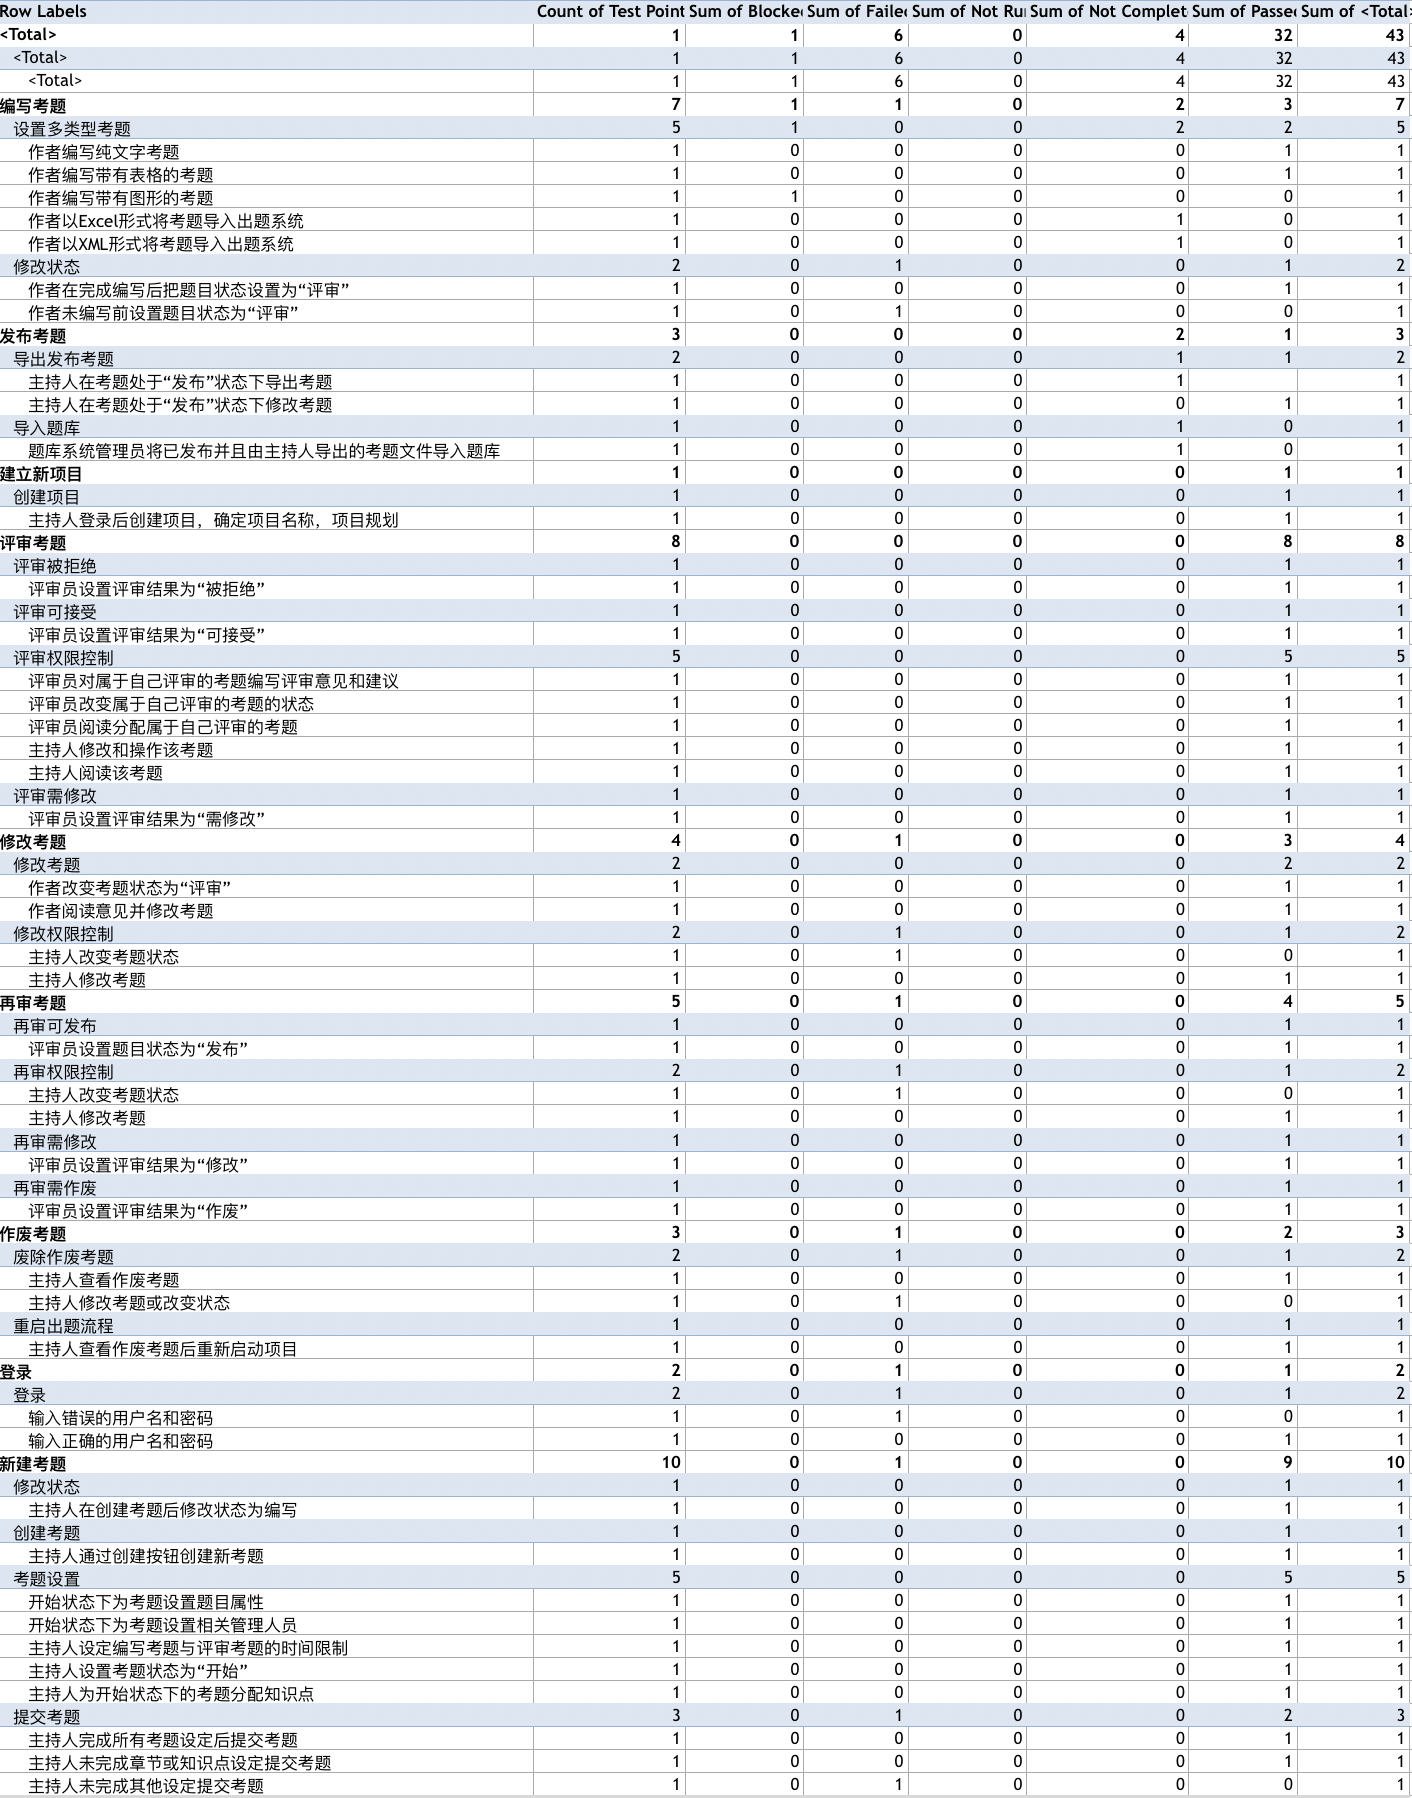 Row Labels Count of Test Point Sum of Blocke Sum of Faile Sum of Not Ru Sum of Not Complet Sum of Passe Sum of <Total>
<Total> 1 1 6 0 4 32 43
<Total> 1 1 6 0 4 32 43
<Total> 1 1 6 0 4 32 43
编写考题 7 1 1 0 2 3 7
设置多类型考题 5 1 0 0 2 2 5
作者编写纯文字考题 1 0 0 0 0 1 1
作者编写带有表格的考题 1 0 0 0 0 1 1
作者编写带有图形的考题 1 1 0 0 0 0 1
作者以Excel形式将考题导入出题系统 1 0 0 0 1 0 1
作者以XML形式将考题导入出题系统 1 0 0 0 1 0 1
修改状态 2 0 1 0 0 1 2
作者在完成编写后把题目状态设置为“评审” 1 0 0 0 0 1 1
作者未编写前设置题目状态为“评审” 1 0 1 0 0 0 1
发布考题 3 0 0 0 2 1 3
导出发布考题 2 0 0 0 1 1 2
主持人在考题处于“发布”状态下导出考题 1 0 0 0 1 1
主持人在考题处于“发布”状态下修改考题 1 0 0 0 0 1 1
导入题库 1 0 0 0 1 0 1
题库系统管理员将已发布并且由主持人导出的考题文件导入题库 1 0 0 0 1 0 1
建立新项目 1 0 0 0 0 1 1
创建项目 1 0 0 0 0 1 1
主持人登录后创建项目，确定项目名称，项目规划 1 0 0 0 0 1 1
评审考题 8 0 0 0 0 8 8
评审被拒绝 1 0 0 0 0 1 1
评审员设置评审结果为“被拒绝” 1 0 0 0 0 1 1
评审可接受 1 0 0 0 0 1 1
评审员设置评审结果为“可接受” 1 0 0 0 0 1 1
评审权限控制 5 0 0 0 0 5 5
评审员对属于自己评审的考题编写评审意见和建议 1 0 0 0 0 1 1
评审员改变属于自己评审的考题的状态 1 0 0 0 0 1 1
评审员阅读分配属于自己评审的考题 1 0 0 0 0 1 1
主持人修改和操作该考题 1 0 0 0 0 1 1
主持人阅读该考题 1 0 0 0 0 1 1
评审需修改 1 0 0 0 0 1 1
评审员设置评审结果为“需修改” 1 0 0 0 0 1 1
修改考题 4 0 1 0 0 3 4
修改考题 2 0 0 0 0 2 2
作者改变考题状态为“评审” 1 0 0 0 0 1 1
作者阅读意见并修改考题 1 0 0 0 0 1 1
修改权限控制 2 0 1 0 0 1 2
主持人改变考题状态 1 0 1 0 0 0 1
主持人修改考题 1 0 0 0 0 1 1
再审考题 5 0 1 0 0 4 5
再审可发布 1 0 0 0 0 1 1
评审员设置题目状态为“发布” 1 0 0 0 0 1 1
再审权限控制 2 0 1 0 0 1 2
主持人改变考题状态 1 0 1 0 0 0 1
主持人修改考题 1 0 0 0 0 1 1
再审需修改 1 0 0 0 0 1 1
评审员设置评审结果为“修改” 1 0 0 0 0 1 1
再审需作废 1 0 0 0 0 1 1
评审员设置评审结果为“作废” 1 0 0 0 0 1 1
作废考题 3 0 1 0 0 2 3
废除作废考题 2 0 1 0 0 1 2
主持人查看作废考题 1 0 0 0 0 1 1
主持人修改考题或改变状态 1 0 1 0 0 0 1
重启出题流程 1 0 0 0 0 1 1
主持人查看作废考题后重新启动项目 1 0 0 0 0 1 1
登录 2 0 1 0 0 1 2
登录 2 0 1 0 0 1 2
输入错误的用户名和密码 1 0 1 0 0 0 1
输入正确的用户名和密码 1 0 0 0 0 1 1
新建考题 10 0 1 0 0 9 10
修改状态 1 0 0 0 0 1 1
主持人在创建考题后修改状态为编写 1 0 0 0 0 1 1
创建考题 1 0 0 0 0 1 1
主持人通过创建按钮创建新考题 1 0 0 0 0 1 1
考题设置 5 0 0 0 0 5 5
开始状态下为考题设置题目属性 1 0 0 0 0 1 1
开始状态下为考题设置相关管理人员 1 0 0 0 0 1 1
主持人设定编写考题与评审考题的时间限制 1 0 0 0 0 1 1
主持人设置考题状态为“开始” 1 0 0 0 0 1 1
主持人为开始状态下的考题分配知识点 1 0 0 0 0 1 1
提交考题 3 0 1 0 0 2 3
主持人完成所有考题设定后提交考题 1 0 0 0 0 1 1
主持人未完成章节或知识点设定提交考题 1 0 0 0 0 1 1
主持人未完成其他设定提交考题 1 0 1 0 0 0 1